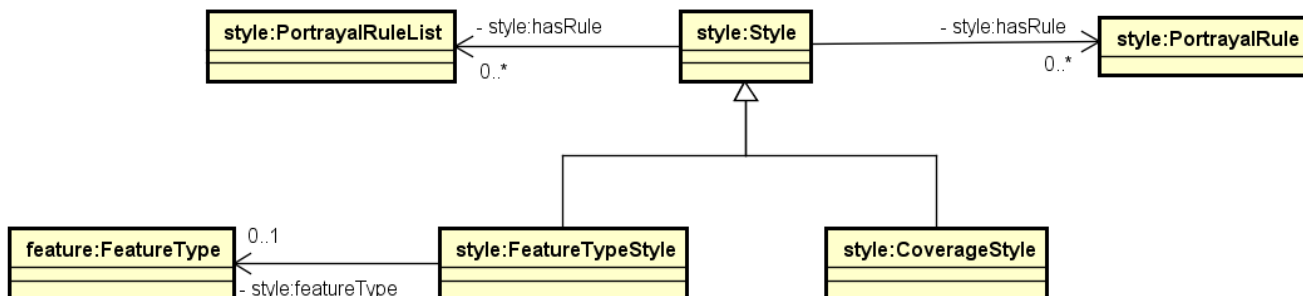 style:PortrayalRuleList
- style:hasRule
0..*
style:Style
- style:hasRule
0..*
style:PortrayalRule
feature:FeatureType
0..1
- style:featureType
style:FeatureTypeStyle
style:CoverageStyle